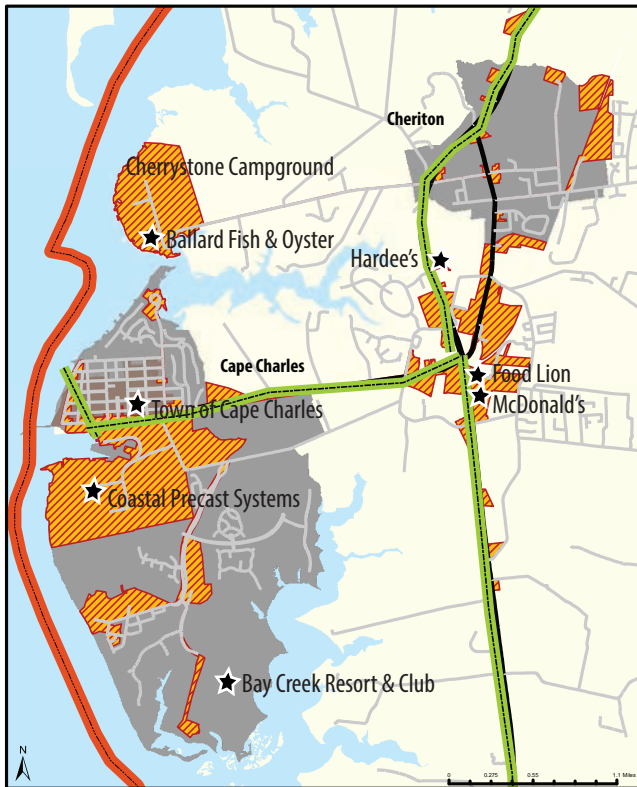 Cheriton
Cherrystone Campground
Ballard Fish & Oyster
Hardee's
Cape Charles
Food Lion
McDonald's
Town of Cape Charles
Coastal Precast Systems
Bay Creek Resort & Club
N
0 0.275 0.55 1.1 Miles